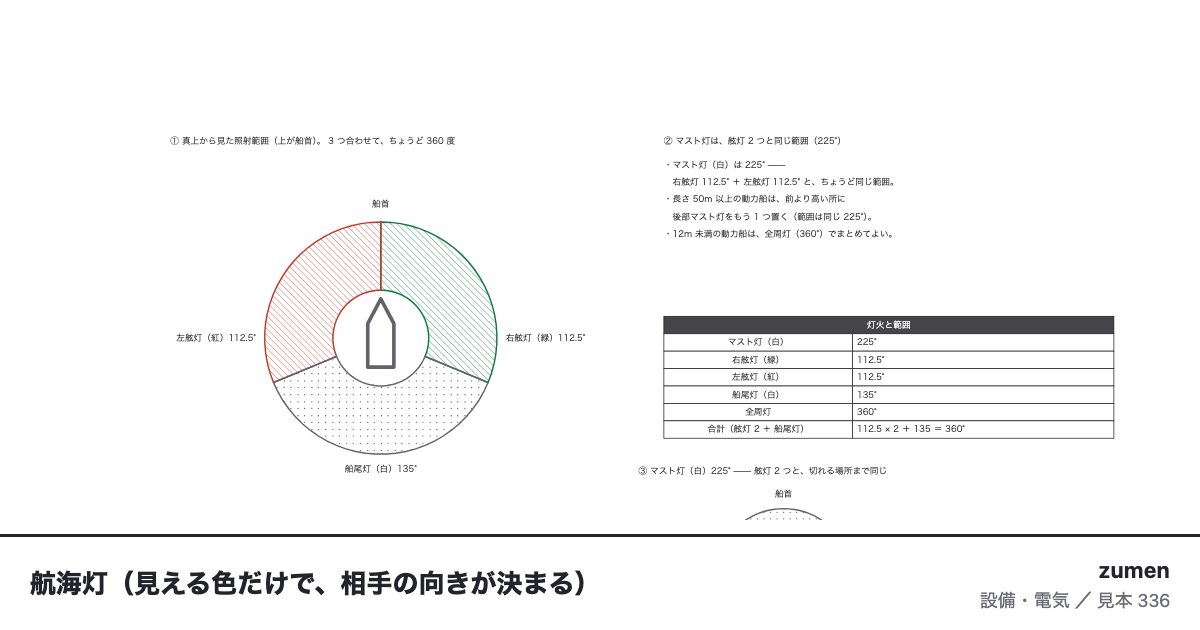 ① 真上から見た照射範囲（上が船首）。 3 つ合わせて、ちょうど 360 度
船首
左舷灯（紅）112.5°
右舷灯（緑）112.5°
船尾灯（白）135°
② マスト灯は、舷灯 2 つと同じ範囲（225°）
・マスト灯（白）は 225° ——
右舷灯 112.5° ＋ 左舷灯 112.5° と、ちょうど同じ範囲。
・長さ 50m 以上の動力船は、前より高い所に
後部マスト灯をもう 1 つ置く（範囲は同じ 225°）。
・12m 未満の動力船は、全周灯（360°）でまとめてよい。
灯火と範囲
マスト灯（白） 225°
右舷灯（緑） 112.5°
左舷灯（紅） 112.5°
船尾灯（白） 135°
全周灯 360°
合計（舷灯 2 ＋ 船尾灯） 112.5 × 2 ＋ 135 ＝ 360°
③ マスト灯（白）225° —— 舷灯 2 つと、切れる場所まで同じ
船首
航海灯（見える色だけで、相手の向きが決まる）
zumen
設備・電気 ／ 見本 336